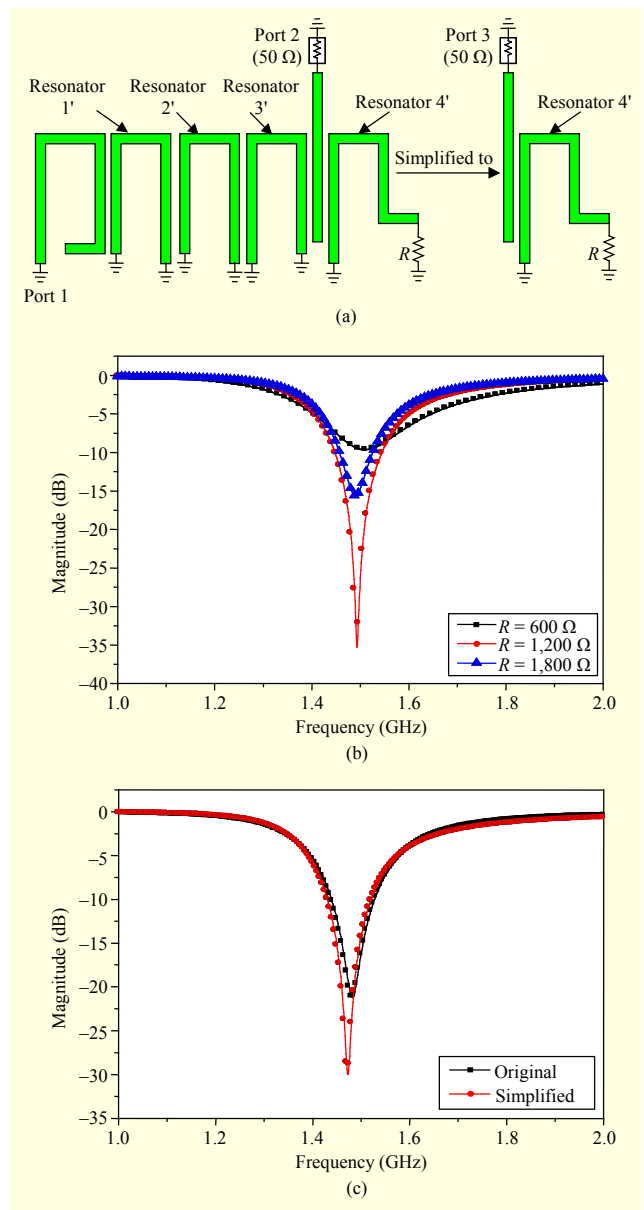 Port 2
(50 Ω)
Port 3
(50 Ω)
Resonator
1'
Resonator
2'
Resonator
3'
Resonator 4'
Simplified to
Resonator 4'
R
R
Port 1
(a)
0
–5
–10
–15
–20
–25
–30
–35
–40
Magnitude (dB)
R = 600 Ω
R = 1,200 Ω
R = 1,800 Ω
1.0 1.2 1.4 1.6 1.8 2.0
Frequency (GHz)
(b)
0
–5
–10
–15
–20
–25
–30
–35
Magnitude (dB)
Original
Simplified
1.0 1.2 1.4 1.6 1.8 2.0
Frequency (GHz)
(c)